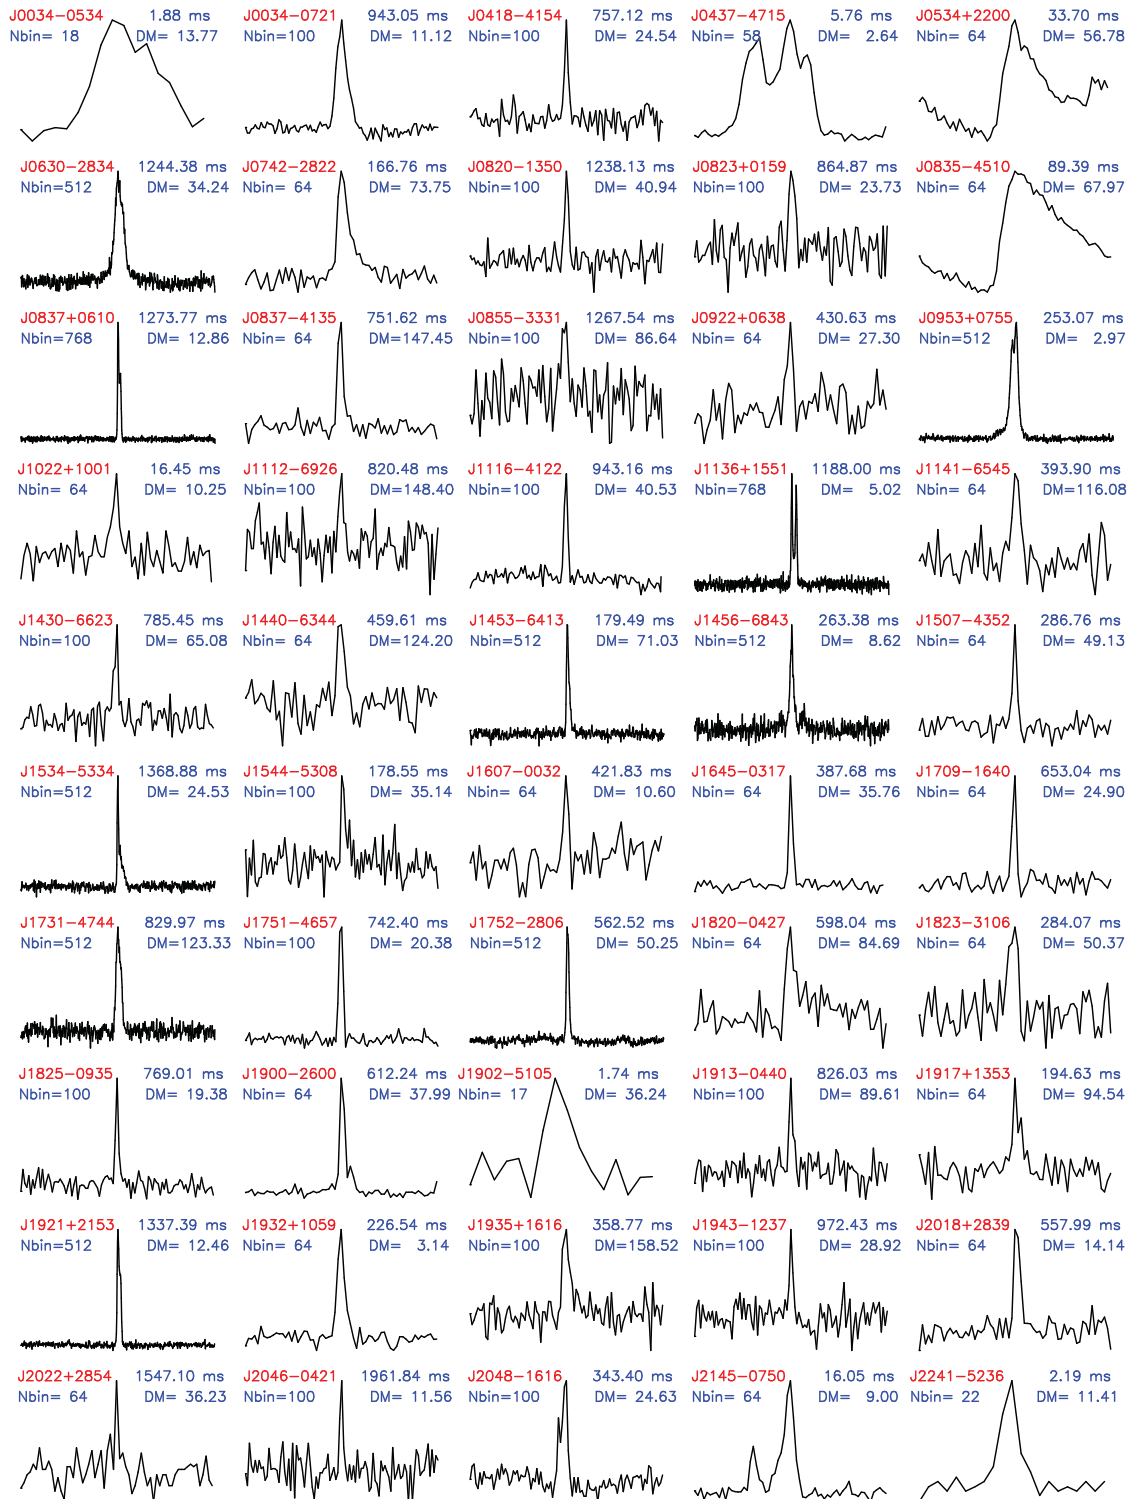 J0034−0534 1.88 ms J0034−0721 943.05 ms J0418−4154 757.12 ms J0437−4715 5.76 ms J0534+2200 33.70 ms
Nbin= 18 DM= 13.77 Nbin=100 DM= 11.12 Nbin=100 DM= 24.54 Nbin= 58 DM= 2.64 Nbin= 64 DM= 56.78
J0630−2834 1244.38 ms J0742−2822 166.76 ms J0820−1350 1238.13 ms J0823+0159 864.87 ms J0835−4510 89.39 ms
Nbin=512 DM= 34.24 Nbin= 64 DM= 73.75 Nbin=100 DM= 40.94 Nbin=100 DM= 23.73 Nbin= 64 DM= 67.97
J0837+0610 1273.77 ms J0837−4135 751.62 ms J0855−3331 1267.54 ms J0922+0638 430.63 ms J0953+0755 253.07 ms
Nbin=768 DM= 12.86 Nbin= 64 DM=147.45 Nbin=100 DM= 86.64 Nbin= 64 DM= 27.30 Nbin=512 DM= 2.97
J1022+1001 16.45 ms J1112−6926 820.48 ms J1116−4122 943.16 ms J1136+1551 1188.00 ms J1141−6545 393.90 ms
Nbin= 64 DM= 10.25 Nbin=100 DM=148.40 Nbin=100 DM= 40.53 Nbin=768 DM= 5.02 Nbin= 64 DM=116.08
J1430−6623 785.45 ms J1440−6344 459.61 ms J1453−6413 179.49 ms J1456−6843 263.38 ms J1507−4352 286.76 ms
Nbin=100 DM= 65.08 Nbin= 64 DM=124.20 Nbin=512 DM= 71.03 Nbin=512 DM= 8.62 Nbin= 64 DM= 49.13
J1534−5334 1368.88 ms J1544−5308 178.55 ms J1607−0032 421.83 ms J1645−0317 387.68 ms J1709−1640 653.04 ms
Nbin=512 DM= 24.53 Nbin=100 DM= 35.14 Nbin= 64 DM= 10.60 Nbin= 64 DM= 35.76 Nbin= 64 DM= 24.90
J1731−4744 829.97 ms J1751−4657 742.40 ms J1752−2806 562.52 ms J1820−0427 598.04 ms J1823−3106 284.07 ms
Nbin=512 DM=123.33 Nbin=100 DM= 20.38 Nbin=512 DM= 50.25 Nbin= 64 DM= 84.69 Nbin= 64 DM= 50.37
J1825−0935 769.01 ms J1900−2600 612.24 ms J1902−5105 1.74 ms J1913−0440 826.03 ms J1917+1353 194.63 ms
Nbin=100 DM= 19.38 Nbin= 64 DM= 37.99 Nbin= 17 DM= 36.24 Nbin=100 DM= 89.61 Nbin= 64 DM= 94.54
J1921+2153 1337.39 ms J1932+1059 226.54 ms J1935+1616 358.77 ms J1943−1237 972.43 ms J2018+2839 557.99 ms
Nbin=512 DM= 12.46 Nbin= 64 DM= 3.14 Nbin=100 DM=158.52 Nbin=100 DM= 28.92 Nbin= 64 DM= 14.14
J2022+2854 1547.10 ms J2046−0421 1961.84 ms J2048−1616 343.40 ms J2145−0750 16.05 ms J2241−5236 2.19 ms
Nbin= 64 DM= 36.23 Nbin=100 DM= 11.56 Nbin=100 DM= 24.63 Nbin= 64 DM= 9.00 Nbin= 22 DM= 11.41